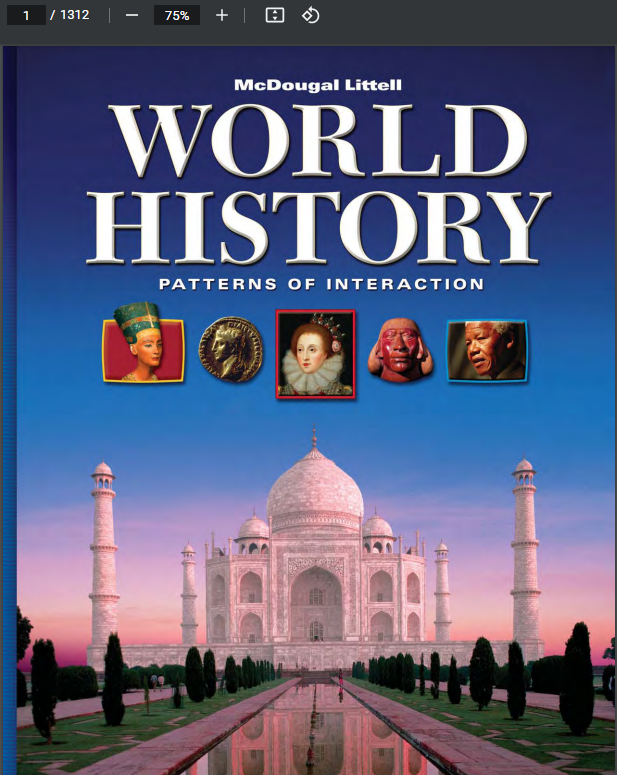 1 / 1312 75%
McDougal Littell
WORLD
HISTORY
PATTERNS OF INTERACTION